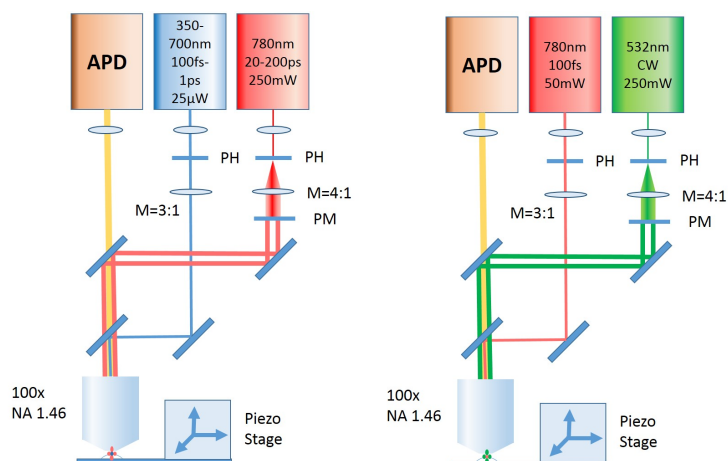 APD
350-
700nm
100fs-
1ps
25µW
780nm
20-200ps
250mW
PH
PH
M=3:1
M=4:1
PM
100x
NA 1.46
Piezo
Stage
APD
780nm
100fs
50mW
532nm
CW
250mW
PH
PH
M=3:1
M=4:1
PM
100x
NA 1.46
Piezo
Stage